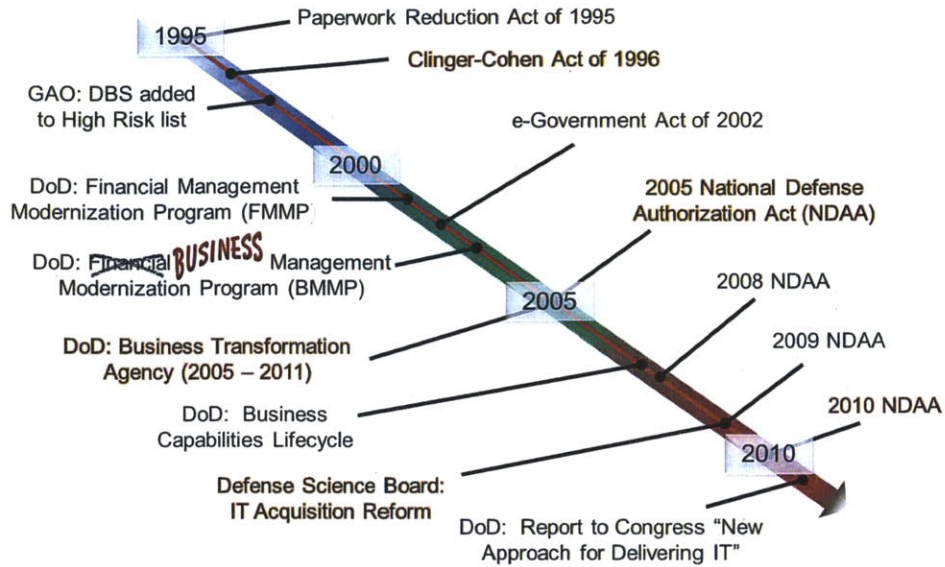 1995
Paperwork Reduction Act of 1995
Clinger-Cohen Act of 1996
GAO: DBS added
to High Risk list
e-Government Act of 2002
2000
DoD: Financial Management
Modernization Program (FMMP)
2005 National Defense
Authorization Act (NDAA)
DoD: Financial BUSINESS Management
Modernization Program (BMMP)
2005
2008 NDAA
DoD: Business Transformation
Agency (2005 – 2011)
2009 NDAA
DoD: Business
Capabilities Lifecycle
2010 NDAA
2010
Defense Science Board:
IT Acquisition Reform
DoD: Report to Congress “New
Approach for Delivering IT”